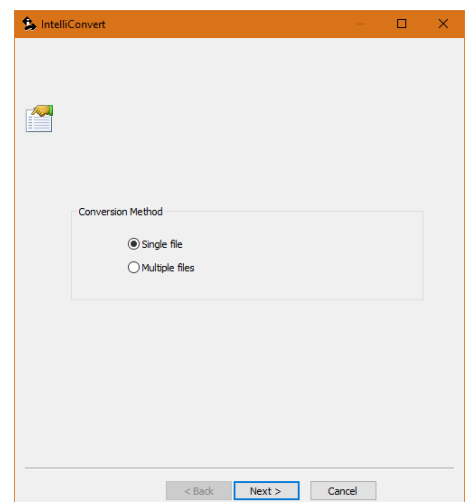 IntelliConvert
Conversion Method
Single file
Multiple files
< Back Next > Cancel